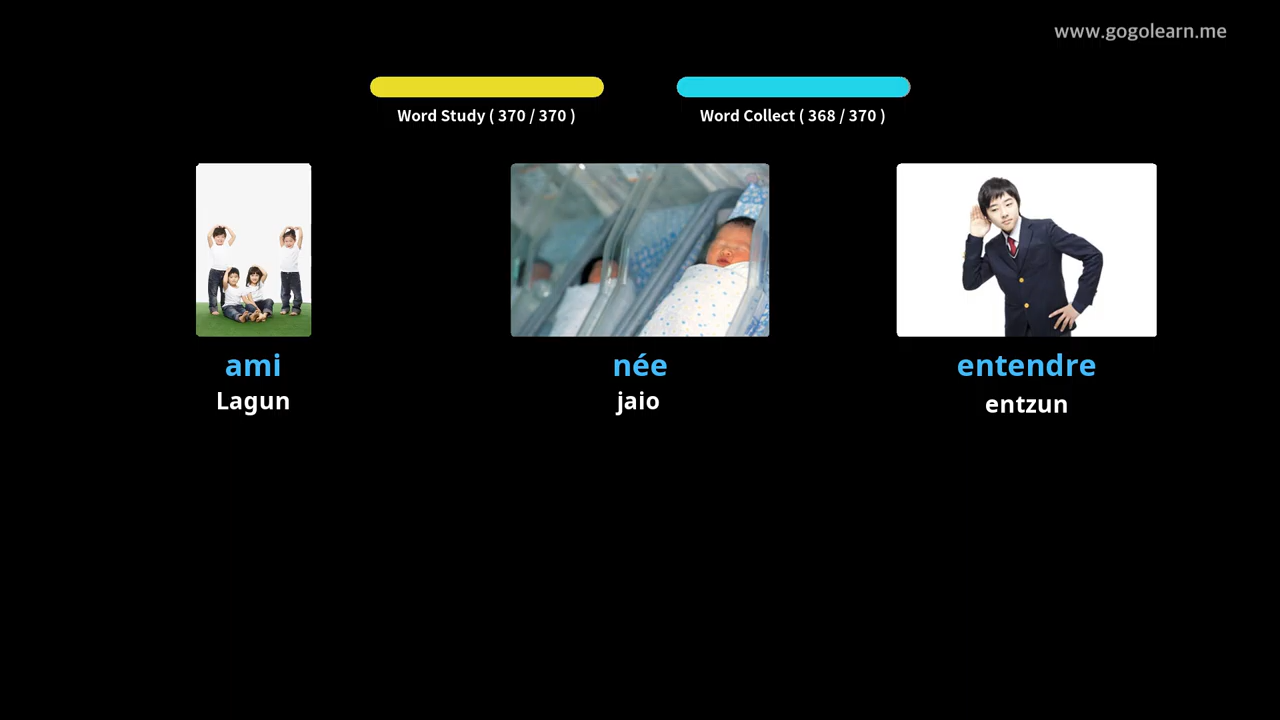 www.gogolearn.me
Word Study ( 370 / 370 )
Word Collect ( 368 / 370 )
ami
Lagun
née
jaio
entendre
entzun